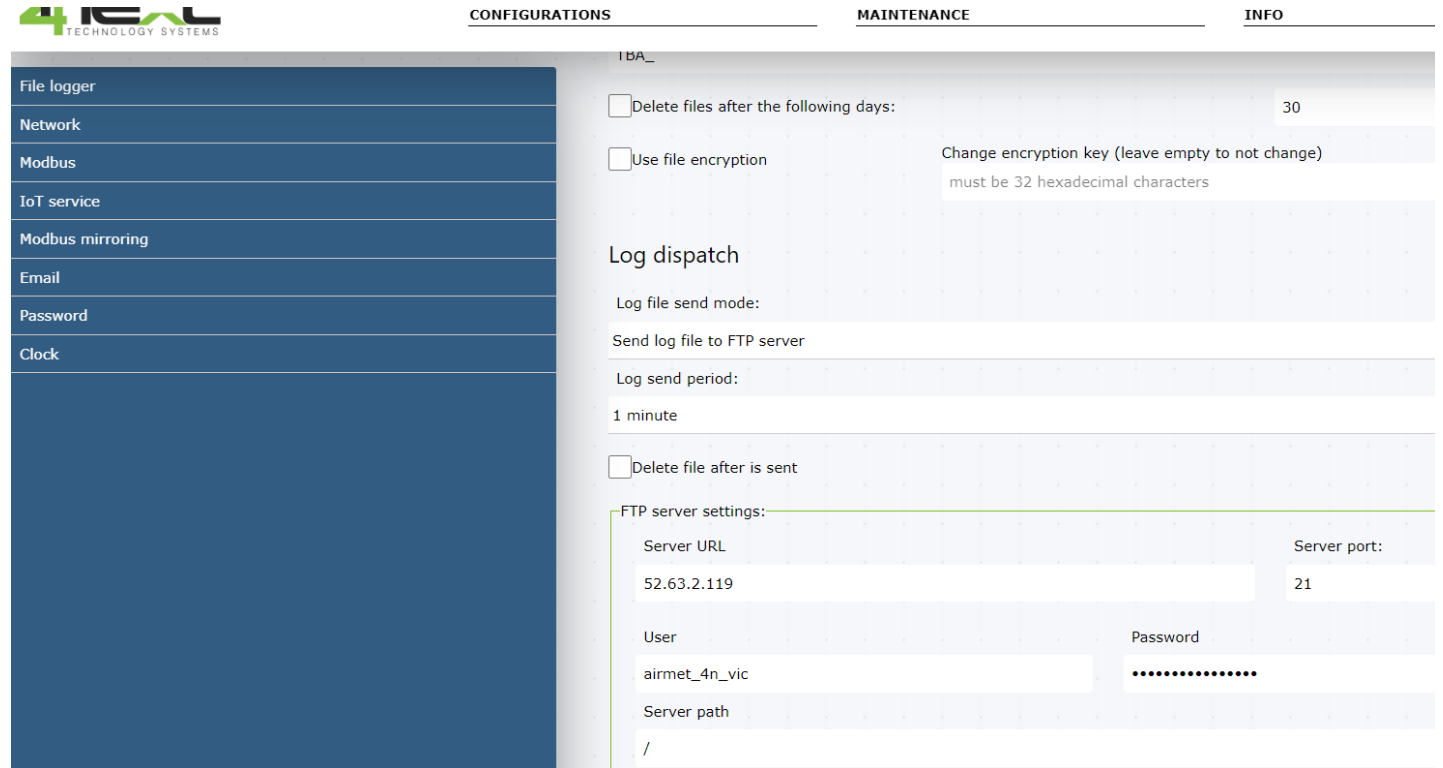 TECHNOLOGY SYSTEMS
CONFIGURATIONS
MAINTENANCE
INFO
File logger
Network
Modbus
IoT service
Modbus mirroring
Email
Password
Clock
TBA_
Delete files after the following days:
30
Use file encryption
Change encryption key (leave empty to not change)
must be 32 hexadecimal characters
Log dispatch
Log file send mode:
Send log file to FTP server
Log send period:
1 minute
Delete file after is sent
FTP server settings:
Server URL
Server port:
52.63.2.119
21
User
Password
airmet_4n_vic
••••••••••••••••
Server path
/